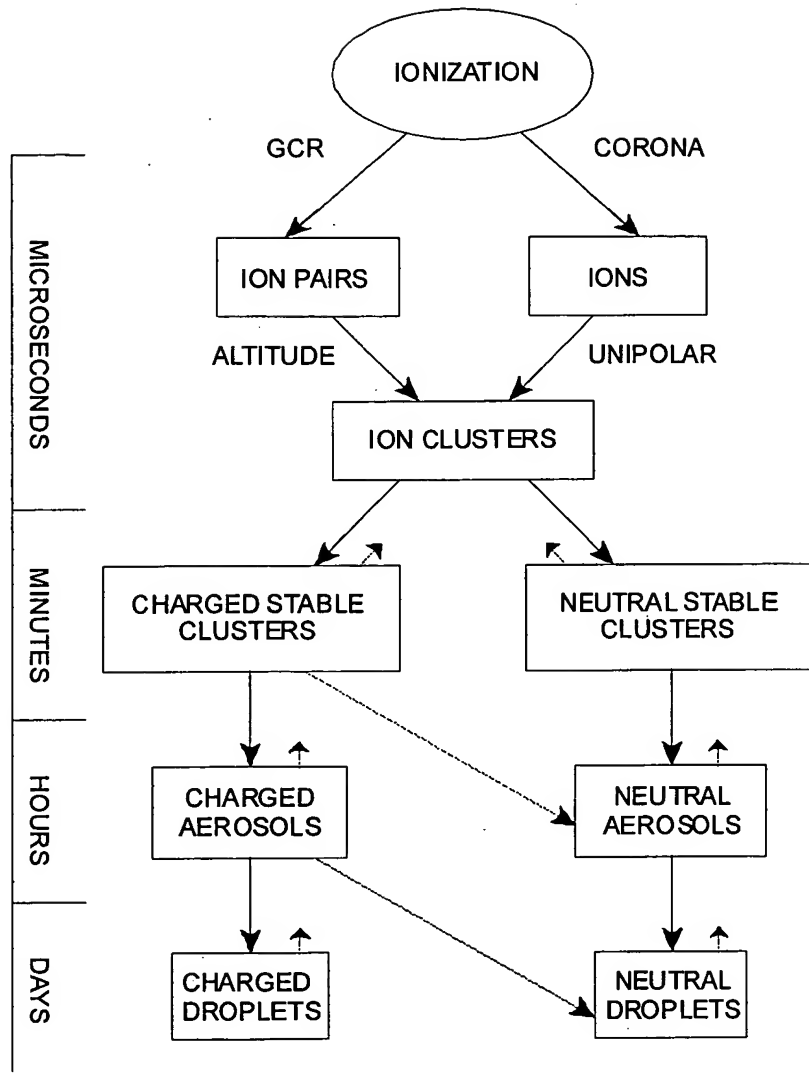 IONIZATION
GCR
CORONA
ION PAIRS
IONS
ALTITUDE
UNIPOLAR
ION CLUSTERS
MICROSECONDS
CHARGED STABLE
CLUSTERS
NEUTRAL STABLE
CLUSTERS
MINUTES
CHARGED
AEROSOLS
NEUTRAL
AEROSOLS
HOURS
CHARGED
DROPLETS
NEUTRAL
DROPLETS
DAYS